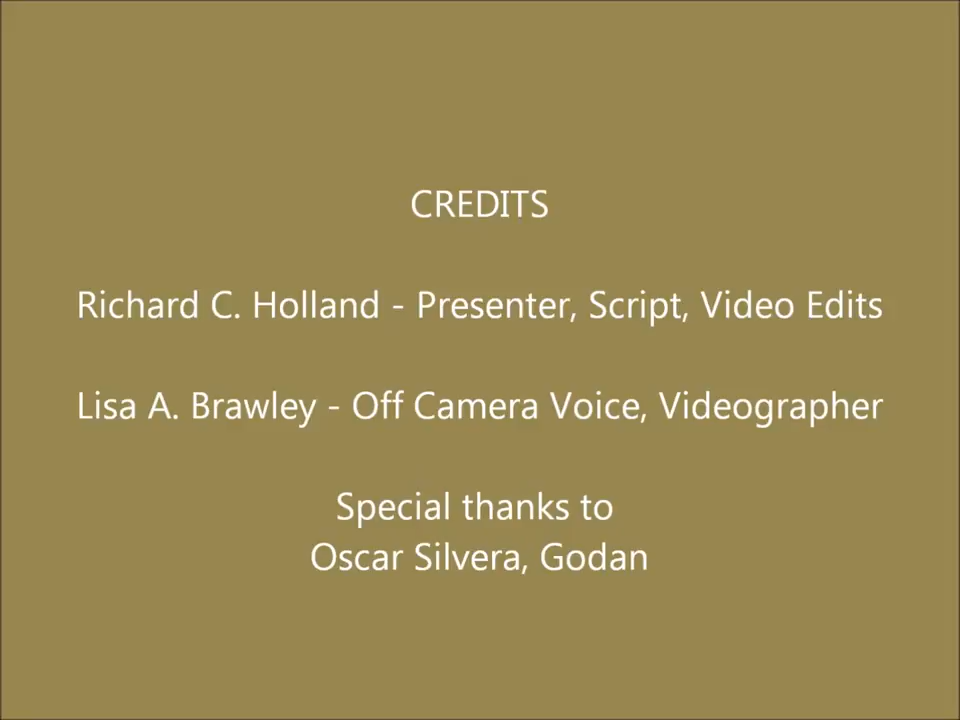 CREDITS
Richard C. Holland - Presenter, Script, Video Edits
Lisa A. Brawley - Off Camera Voice, Videographer
Special thanks to
Oscar Silvera, Godan